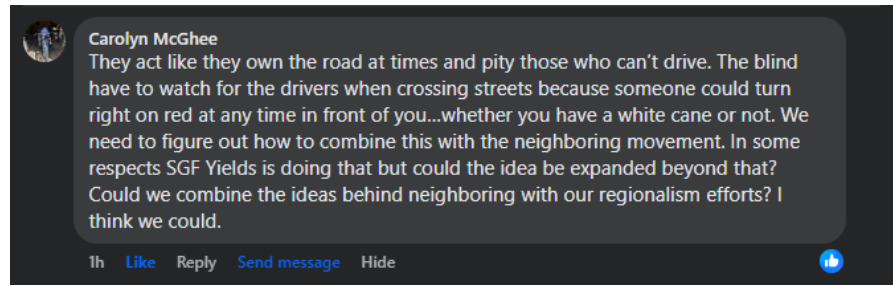 Carolyn McGhee
They act like they own the road at times and pity those who can't drive. The blind
have to watch for the drivers when crossing streets because someone could turn
right on red at any time in front of you...whether you have a white cane or not. We
need to figure out how to combine this with the neighboring movement. In some
respects SGF Yields is doing that but could the idea be expanded beyond that?
Could we combine the ideas behind neighboring with our regionalism efforts? I
think we could.
1h Like Reply Send message Hide